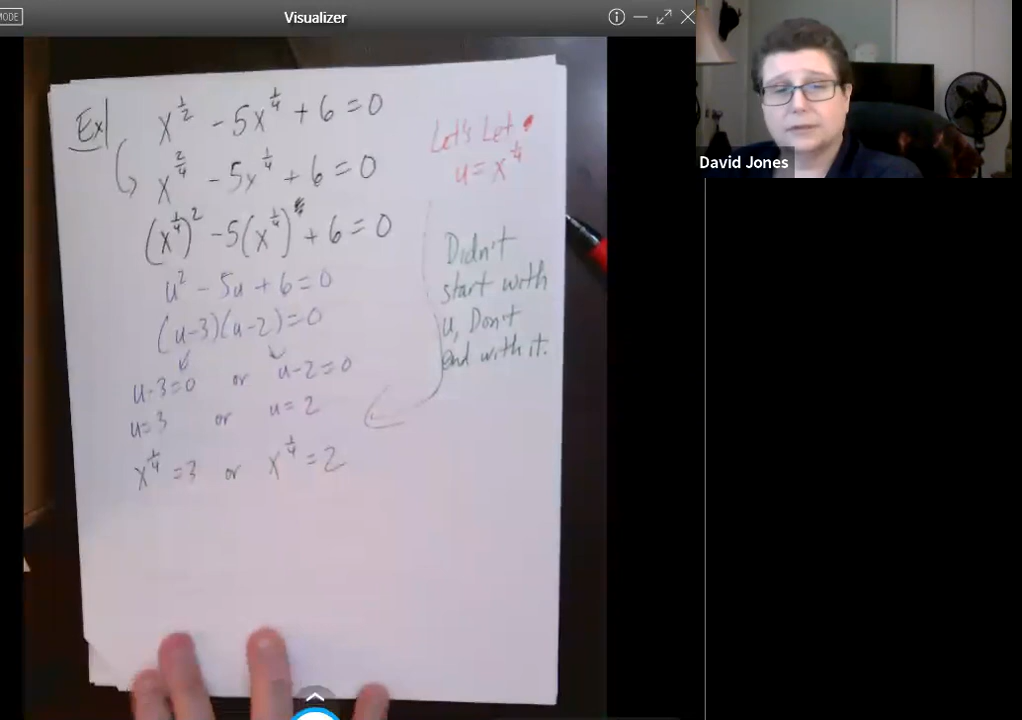 MODE
Visualizer
David Jones
Ex
x^{1/2} - 5x^{1/4} + 6 = 0
x^{2/4} - 5x^{1/4} + 6 = 0
(x^{1/4})^2 - 5(x^{1/4}) + 6 = 0
u^2 - 5u + 6 = 0
(u-3)(u-2) = 0
u-3=0 or u-2=0
u=3 or u=2
x^{1/4} = 3 or x^{1/4} = 2
Let's Let
u = x^{1/4}
Didn't
start with
u, Don't
end with it.